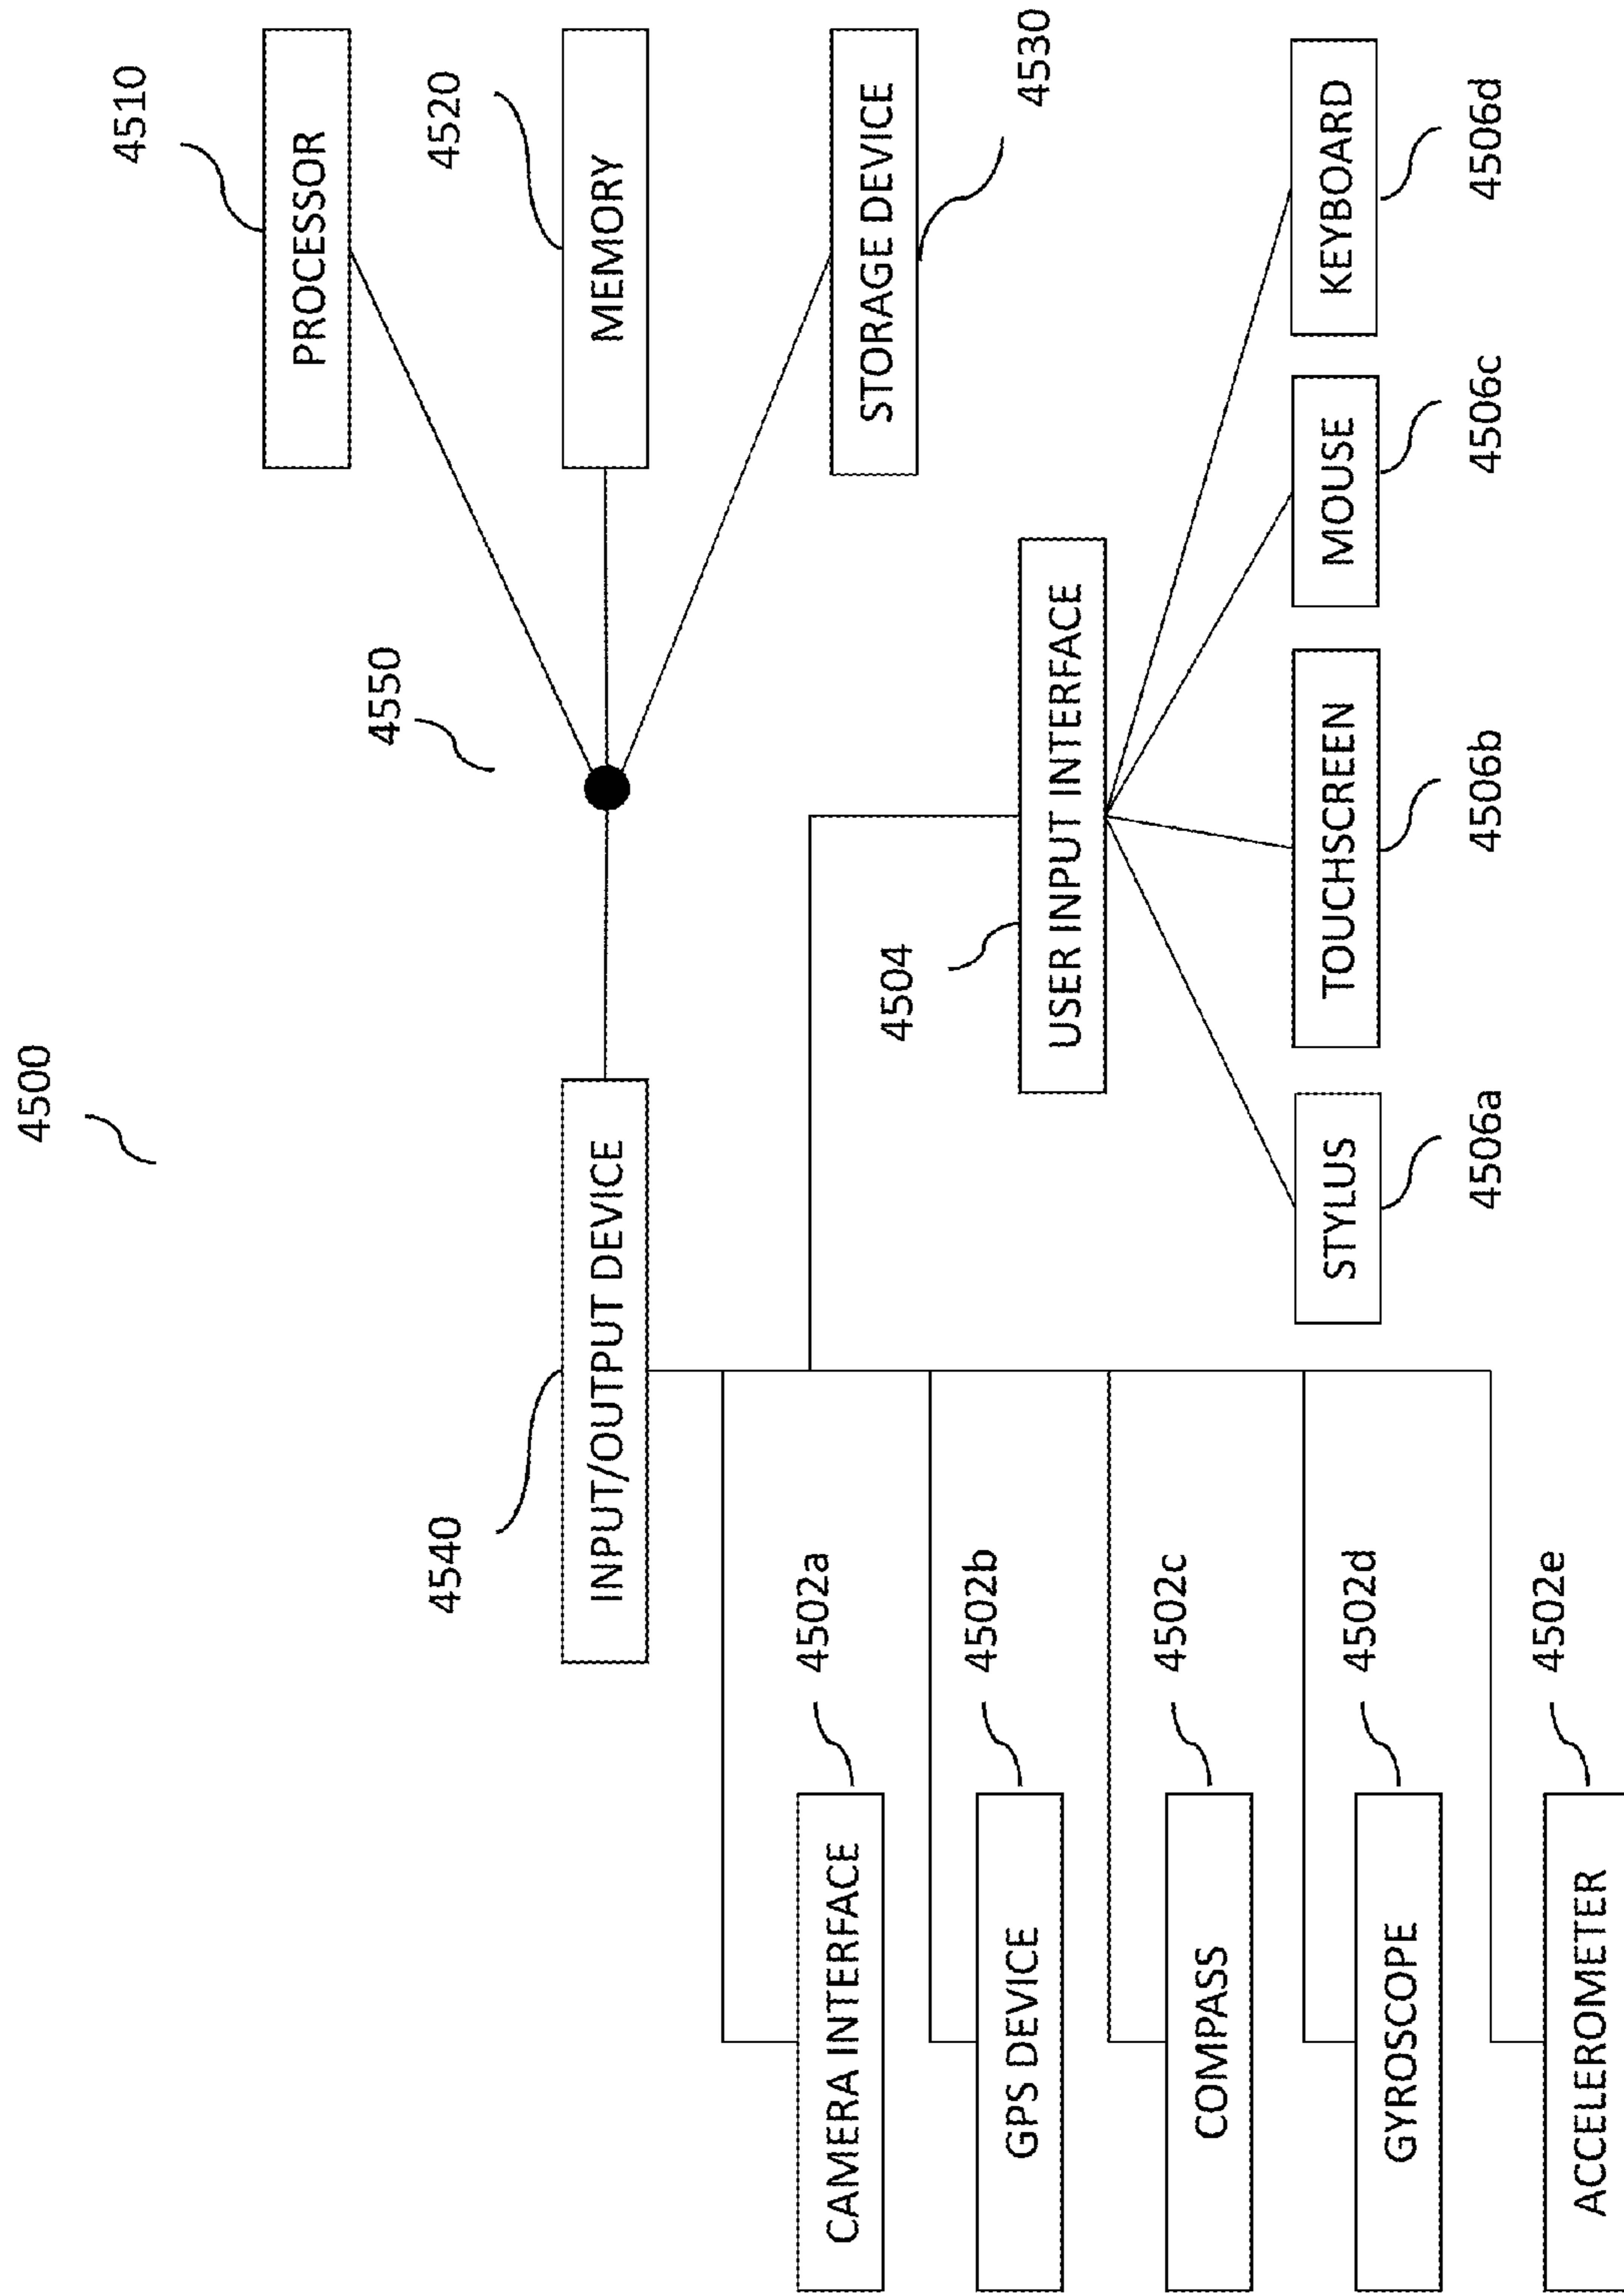 4500
4510
PROCESSOR
4550
4520
MEMORY
4540
INPUT/OUTPUT DEVICE
STORAGE DEVICE
4530
4504
USER INPUT INTERFACE
CAMERA INTERFACE
4502a
GPS DEVICE
4502b
COMPASS
4502c
GYROSCOPE
4502d
ACCELEROMETER
4502e
STYLUS
TOUCHSCREEN
MOUSE
KEYBOARD
4506a
4506b
4506c
4506d